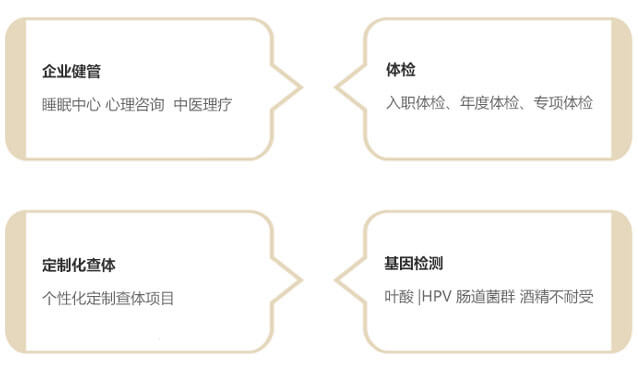 企业健管
睡眠中心 心理咨询 中医理疗
体检
入职体检、年度体检、专项体检
定制化查体
个性化定制查体项目
基因检测
叶酸 |HPV 肠道菌群 酒精不耐受